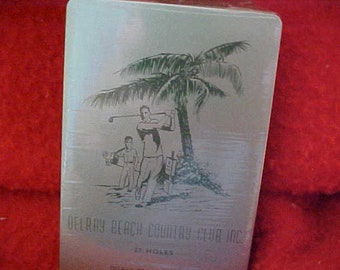 DELRAY BEACH COUNTRY CLUB INC.
27 HOLES